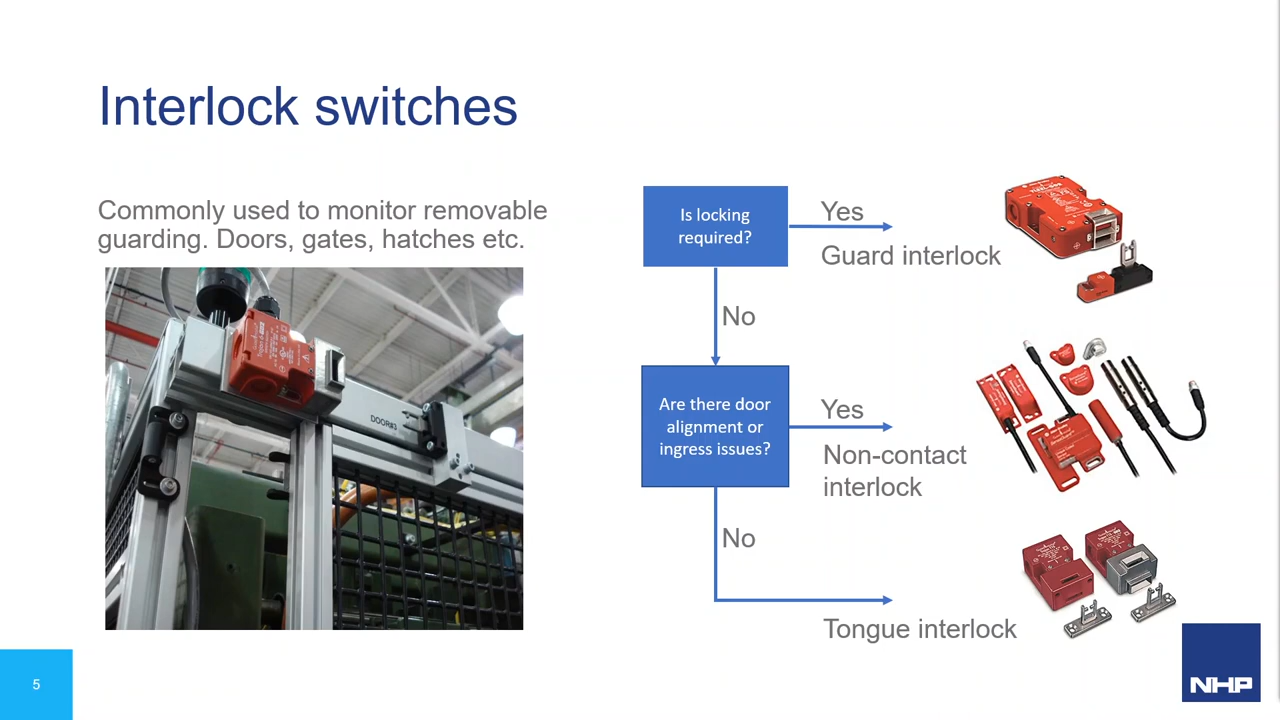 Interlock switches
Commonly used to monitor removable
guarding. Doors, gates, hatches etc.
DOOR#3
Is locking
required?
Yes
Guard interlock
No
Are there door
alignment or
ingress issues?
Yes
Non-contact
interlock
No
Tongue interlock
5
NHP